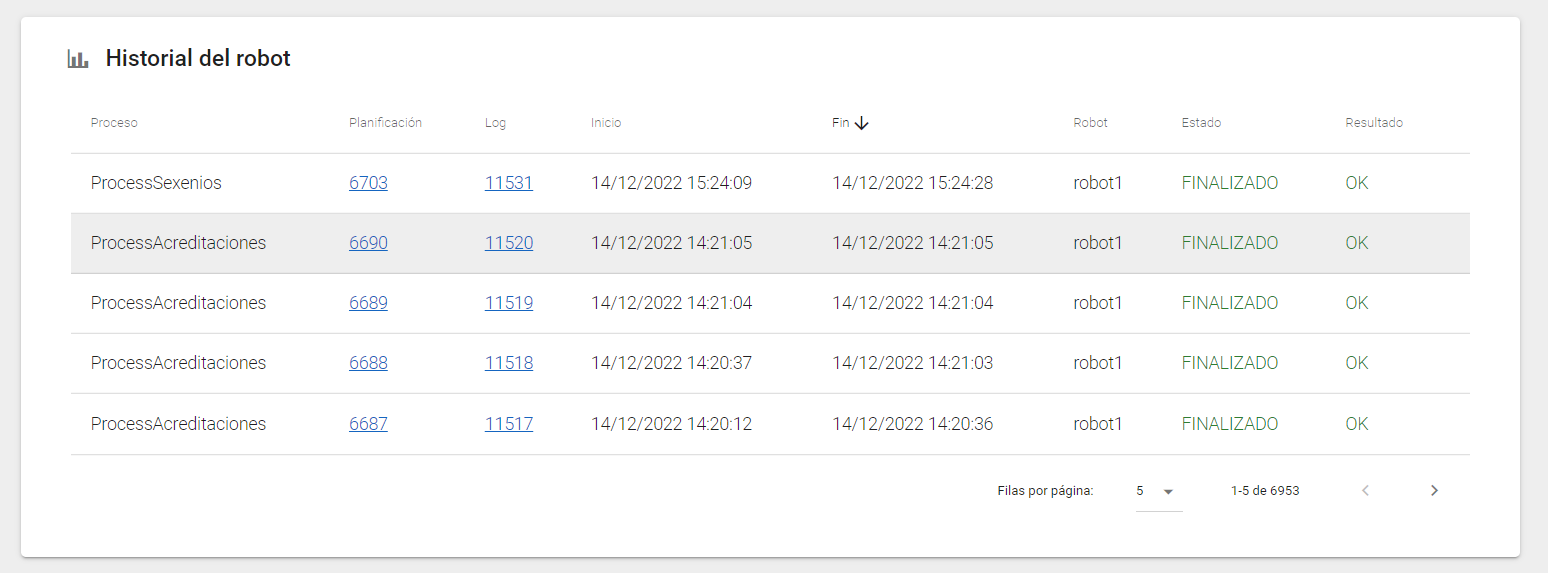 Historial del robot
Proceso Planificación Log Inicio Fin Robot Estado Resultado
ProcessSexenios 6703 11531 14/12/2022 15:24:09 14/12/2022 15:24:28 robot1 FINALIZADO OK
ProcessAcreditaciones 6690 11520 14/12/2022 14:21:05 14/12/2022 14:21:05 robot1 FINALIZADO OK
ProcessAcreditaciones 6689 11519 14/12/2022 14:21:04 14/12/2022 14:21:04 robot1 FINALIZADO OK
ProcessAcreditaciones 6688 11518 14/12/2022 14:20:37 14/12/2022 14:21:03 robot1 FINALIZADO OK
ProcessAcreditaciones 6687 11517 14/12/2022 14:20:12 14/12/2022 14:20:36 robot1 FINALIZADO OK
Filas por página: 5 1-5 de 6953